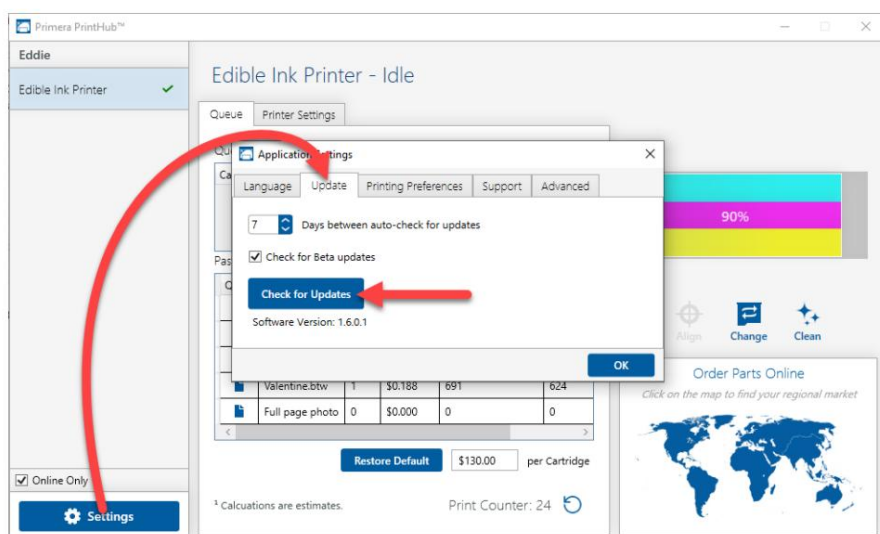 Primera PrintHub™
Eddie
Edible Ink Printer
Edible Ink Printer - Idle
Queue Printer Settings
Application Settings
Language Update Printing Preferences Support Advanced
7 Days between auto-check for updates
Check for Beta updates
Check for Updates
Software Version: 1.6.0.1
OK
90%
Align Change Clean
Valentine.btw 1 $0.188 691 624
Full page photo 0 $0.000 0 0
Restore Default $130.00 per Cartridge
Order Parts Online
Click on the map to find your regional market
Online Only
Settings
¹ Calcuations are estimates. Print Counter: 24